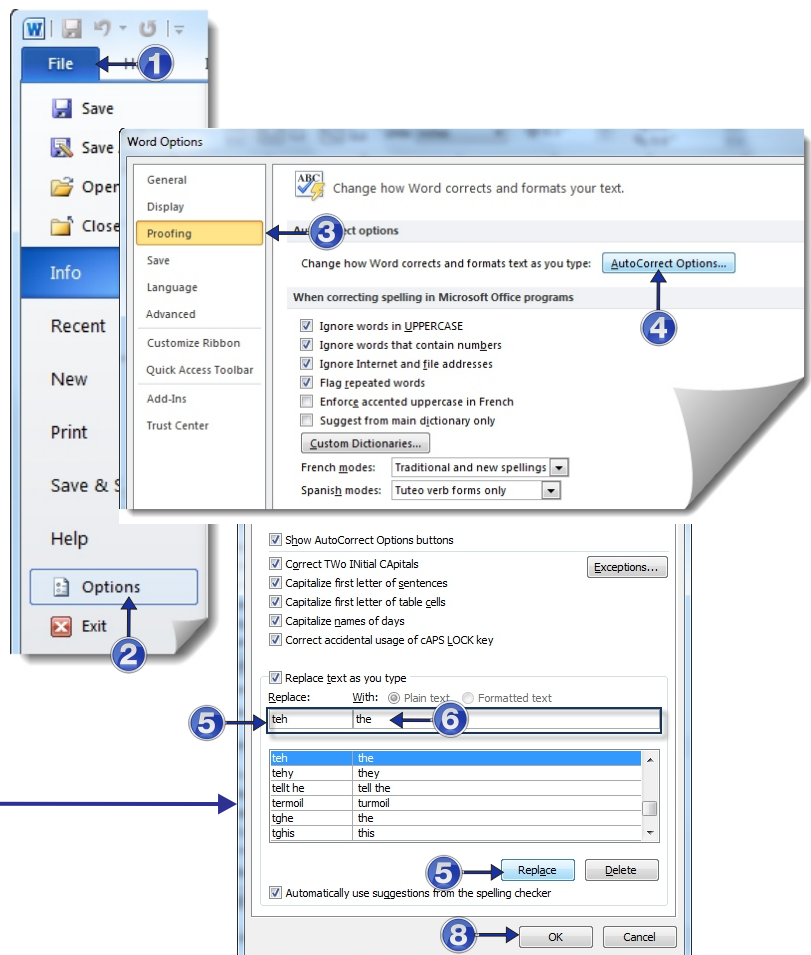 W
File
1
Save
Save
Open
Close
Info
Recent
New
Print
Save & S
Help
Options
2
Exit
Word Options
General
Display
Proofing
3
Save
Language
Advanced
Customize Ribbon
Quick Access Toolbar
Add-Ins
Trust Center
ABC
Change how Word corrects and formats your text.
options
Change how Word corrects and formats text as you type: AutoCorrect Options...
4
When correcting spelling in Microsoft Office programs
Ignore words in UPPERCASE
Ignore words that contain numbers
Ignore Internet and file addresses
Flag repeated words
Enforce accented uppercase in French
Suggest from main dictionary only
Custom Dictionaries...
French modes: Traditional and new spellings
Spanish modes: Tuteo verb forms only
Show AutoCorrect Options buttons
Correct TWo INitial CApitals
Exceptions...
Capitalize first letter of sentences
Capitalize first letter of table cells
Capitalize names of days
Correct accidental usage of cAPS LOCK key
Replace text as you type
Replace: With: Plain text Formatted text
5 teh the 6
teh the
tehy they
tellt he tell the
termoil turmoil
tghe the
tghis this
5 Replace Delete
Automatically use suggestions from the spelling checker
8 OK Cancel